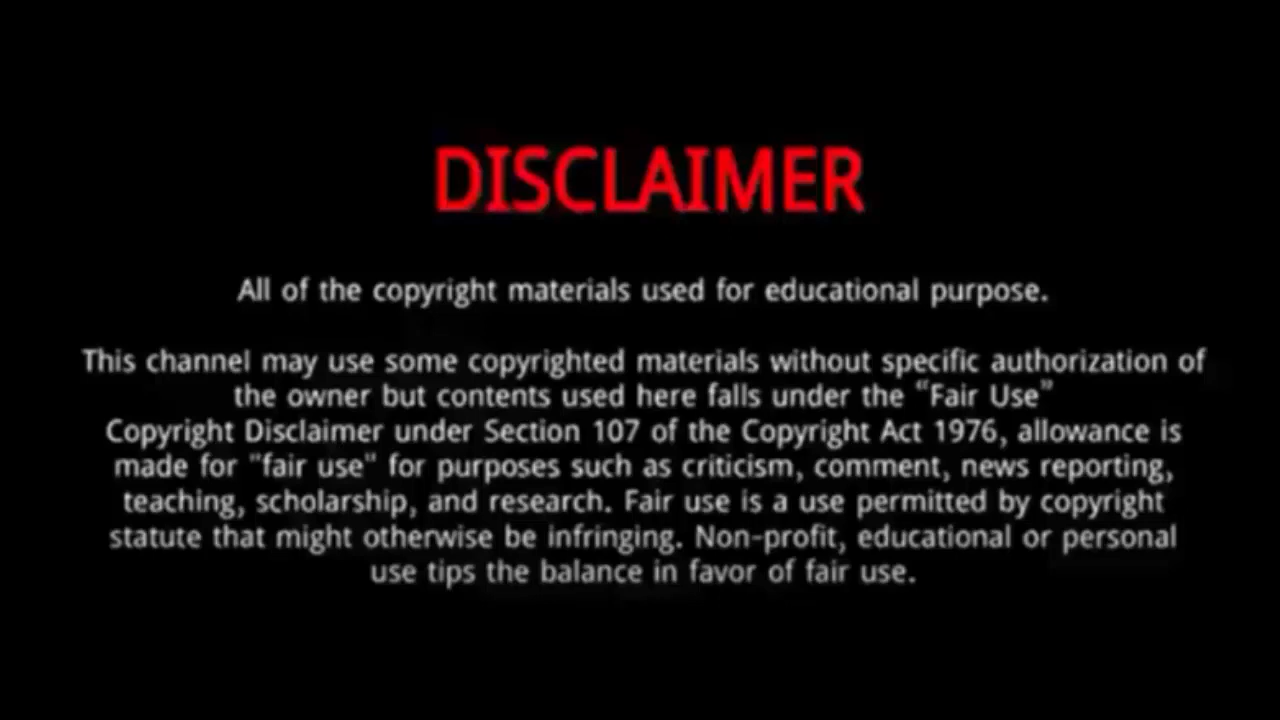 DISCLAIMER
All of the copyright materials used for educational purpose.
This channel may use some copyrighted materials without specific authorization of
the owner but contents used here falls under the “Fair Use”
Copyright Disclaimer under Section 107 of the Copyright Act 1976, allowance is
made for "fair use" for purposes such as criticism, comment, news reporting,
teaching, scholarship, and research. Fair use is a use permitted by copyright
statute that might otherwise be infringing. Non-profit, educational or personal
use tips the balance in favor of fair use.